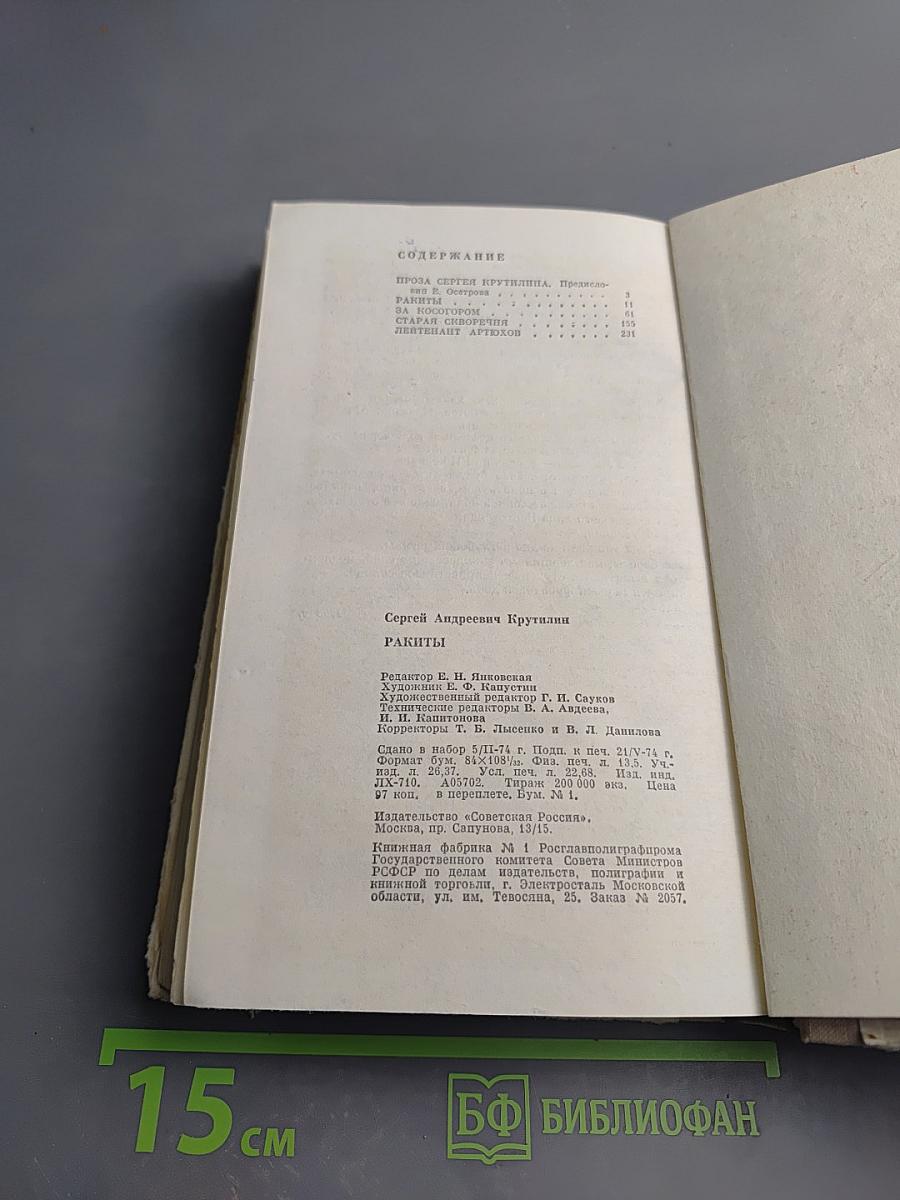 СОДЕРЖАНИЕ
ПРОЗА СЕРГЕЯ КРУТИЛИНА. Предисло-
вие Е. Осетрова . . . . . . . . . 3
РАКИТЫ . . . . . . . . . . . 11
ЗА КОСОГОРОМ . . . . . . . . . 61
СТАРАЯ СКВОРЕЧНЯ . . . . . . . . 155
ЛЕЙТЕНАНТ АРТЮХОВ . . . . . . . 231
Сергей Андреевич Крутилин
РАКИТЫ
Редактор Е. Н. Янковская
Художник Е. Ф. Капустин
Художественный редактор Г. И. Сауков
Технические редакторы В. А. Авдеева,
И. И. Капитонова
Корректоры Т. Б. Лысенко и В. Л. Данилова
Сдано в набор 5/II-74 г. Подп. к печ. 21/V-74 г.
Формат бум. 84×108¹/₃₂. Физ. печ. л. 13,5. Уч.-
изд. л. 26,37. Усл. печ. л. 22,68. Изд. инд.
ЛХ-710. А05702. Тираж 200 000 экз. Цена
97 коп. в переплете. Бум. № 1.
Издательство «Советская Россия».
Москва, пр. Сапунова, 13/15.
Книжная фабрика № 1 Росглавполиграфпрома
Государственного комитета Совета Министров
РСФСР по делам издательств, полиграфии и
книжной торговли, г. Электросталь Московской
области, ул. им. Тевосяна, 25. Заказ № 2057.
15 см
БФ БИБЛИОФАН